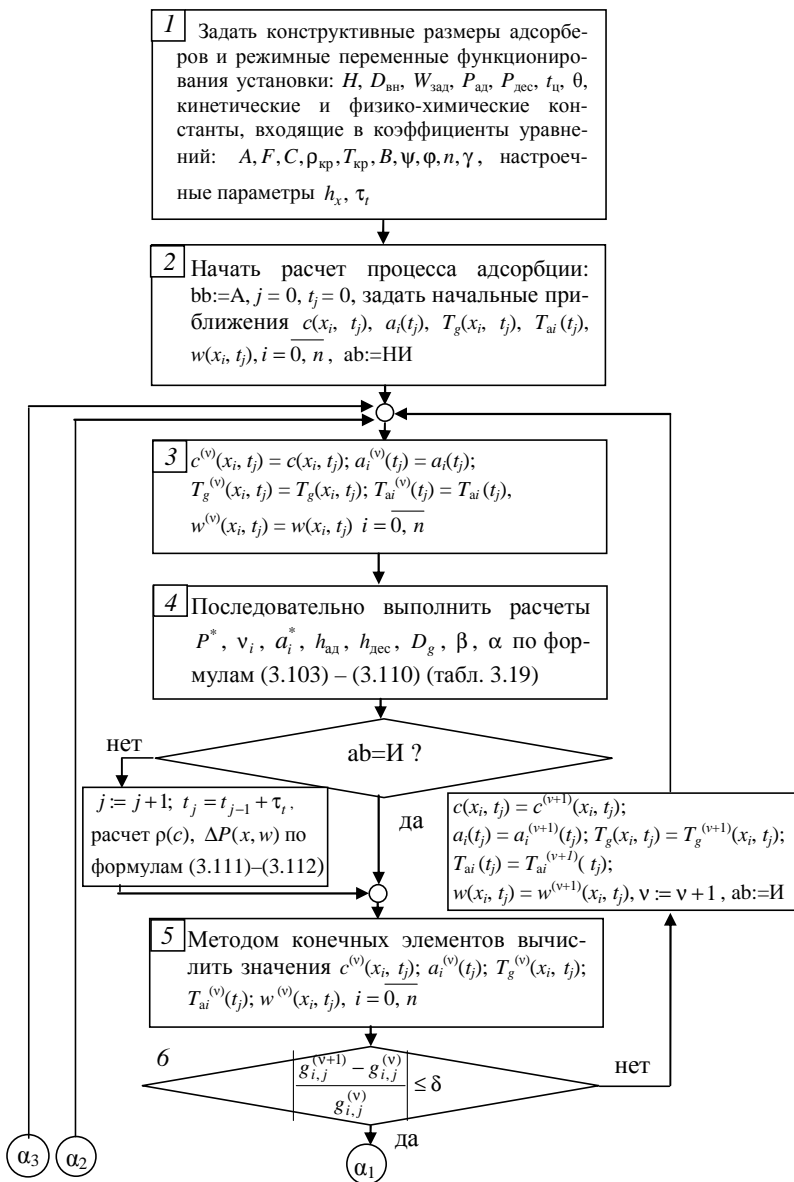 1
Задать конструктивные размеры адсорбе-
ров и режимные переменные функциониро-
вания установки: H, Dвн, Wзад, Pад, Pдес, tц, θ,
кинетические и физико-химические кон-
станты, входящие в коэффициенты уравне-
ний: A, F, C, ρкр, Tкр, B, ψ, φ, n, γ, настроеч-
ные параметры hx, τt
2
Начать расчет процесса адсорбции:
bb:=A, j = 0, tj = 0, задать начальные при-
ближения c(xi, tj), ai(tj), Tg(xi, tj), Tаi(tj),
w(xi, tj), i = 0, n, ab:=НИ
3
c(ν)(xi, tj) = c(xi, tj); ai(ν)(tj) = ai(tj);
Tg(ν)(xi, tj) = Tg(xi, tj); Tаi(ν)(tj) = Tаi(tj),
w(ν)(xi, tj) = w(xi, tj) i = 0, n
4
Последовательно выполнить расчеты
P*, νi, ai*, hад, hдес, Dg, β, α по фор-
мулам (3.103) – (3.110) (табл. 3.19)
нет
ab=И ?
да
j := j+1; tj = tj−1 + τt,
расчет ρ(c), ΔP(x, w) по
формулам (3.111)–(3.112)
c(xi, tj) = c(ν+1)(xi, tj);
ai(tj) = ai(ν+1)(tj); Tg(xi, tj) = Tg(ν+1)(xi, tj);
Tаi(tj) = Tаi(ν+1)( tj);
w(xi, tj) = w(ν+1)(xi, tj), ν := ν+1, ab:=И
5
Методом конечных элементов вычис-
лить значения c(ν)(xi, tj); ai(ν)(tj); Tg(ν)(xi, tj);
Tаi(ν)(tj); w(ν)(xi, tj), i = 0, n
6
|(gi,j(ν+1) − gi,j(ν)) / gi,j(ν)| ≤ δ
нет
да
α3
α2
α1